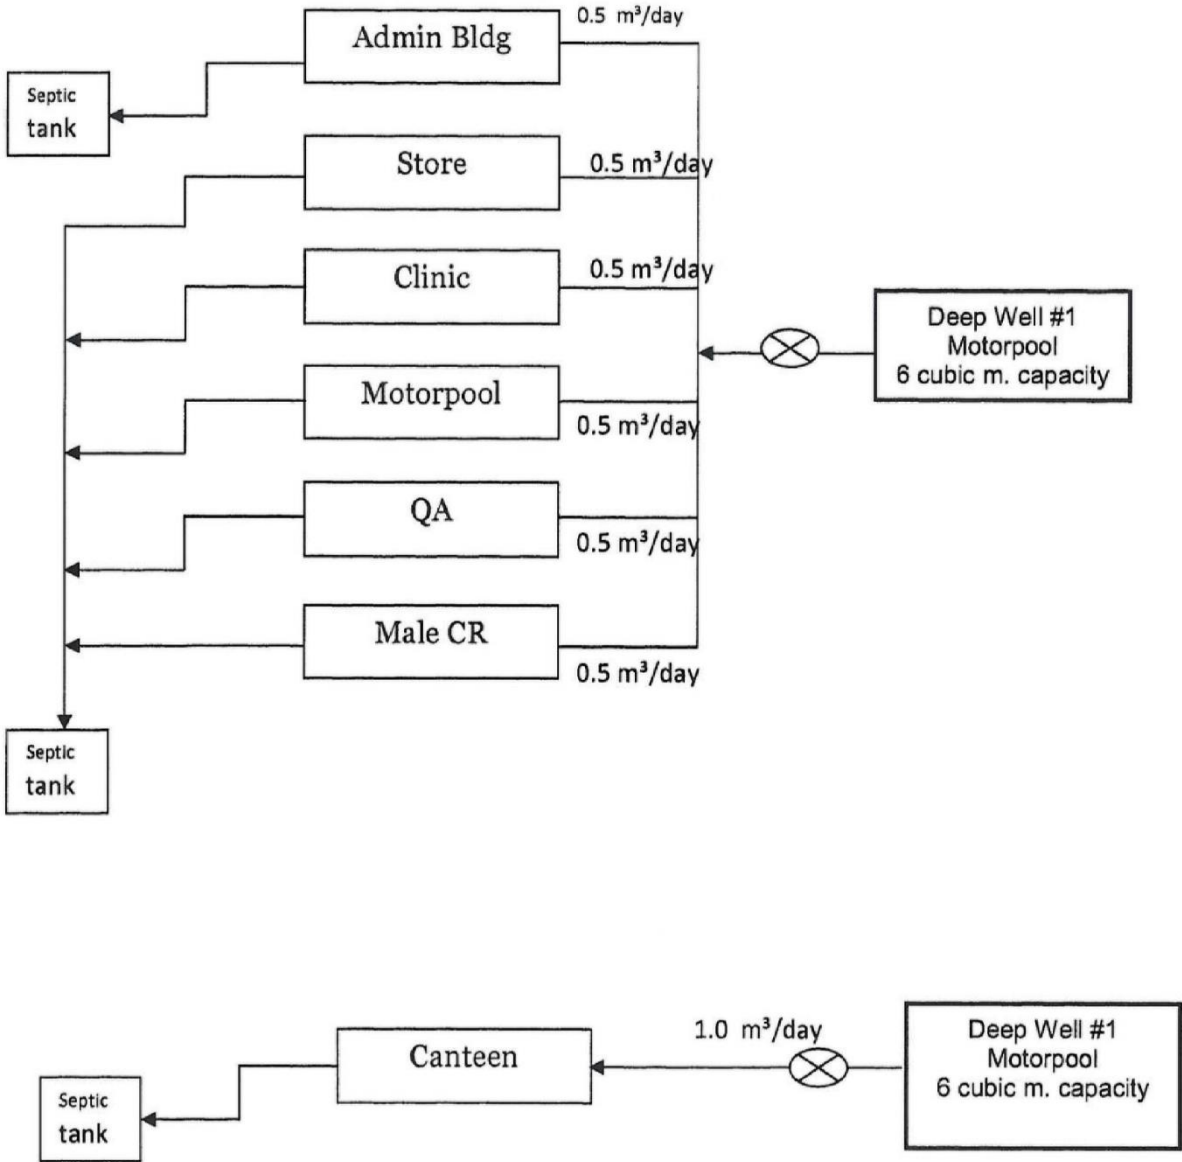 0.5 m³/day
Admin Bldg
Septic
tank
Store
0.5 m³/day
Clinic
0.5 m³/day
Deep Well #1
Motorpool
6 cubic m. capacity
Motorpool
0.5 m³/day
QA
0.5 m³/day
Male CR
0.5 m³/day
Septic
tank
1.0 m³/day
Deep Well #1
Motorpool
6 cubic m. capacity
Canteen
Septic
tank